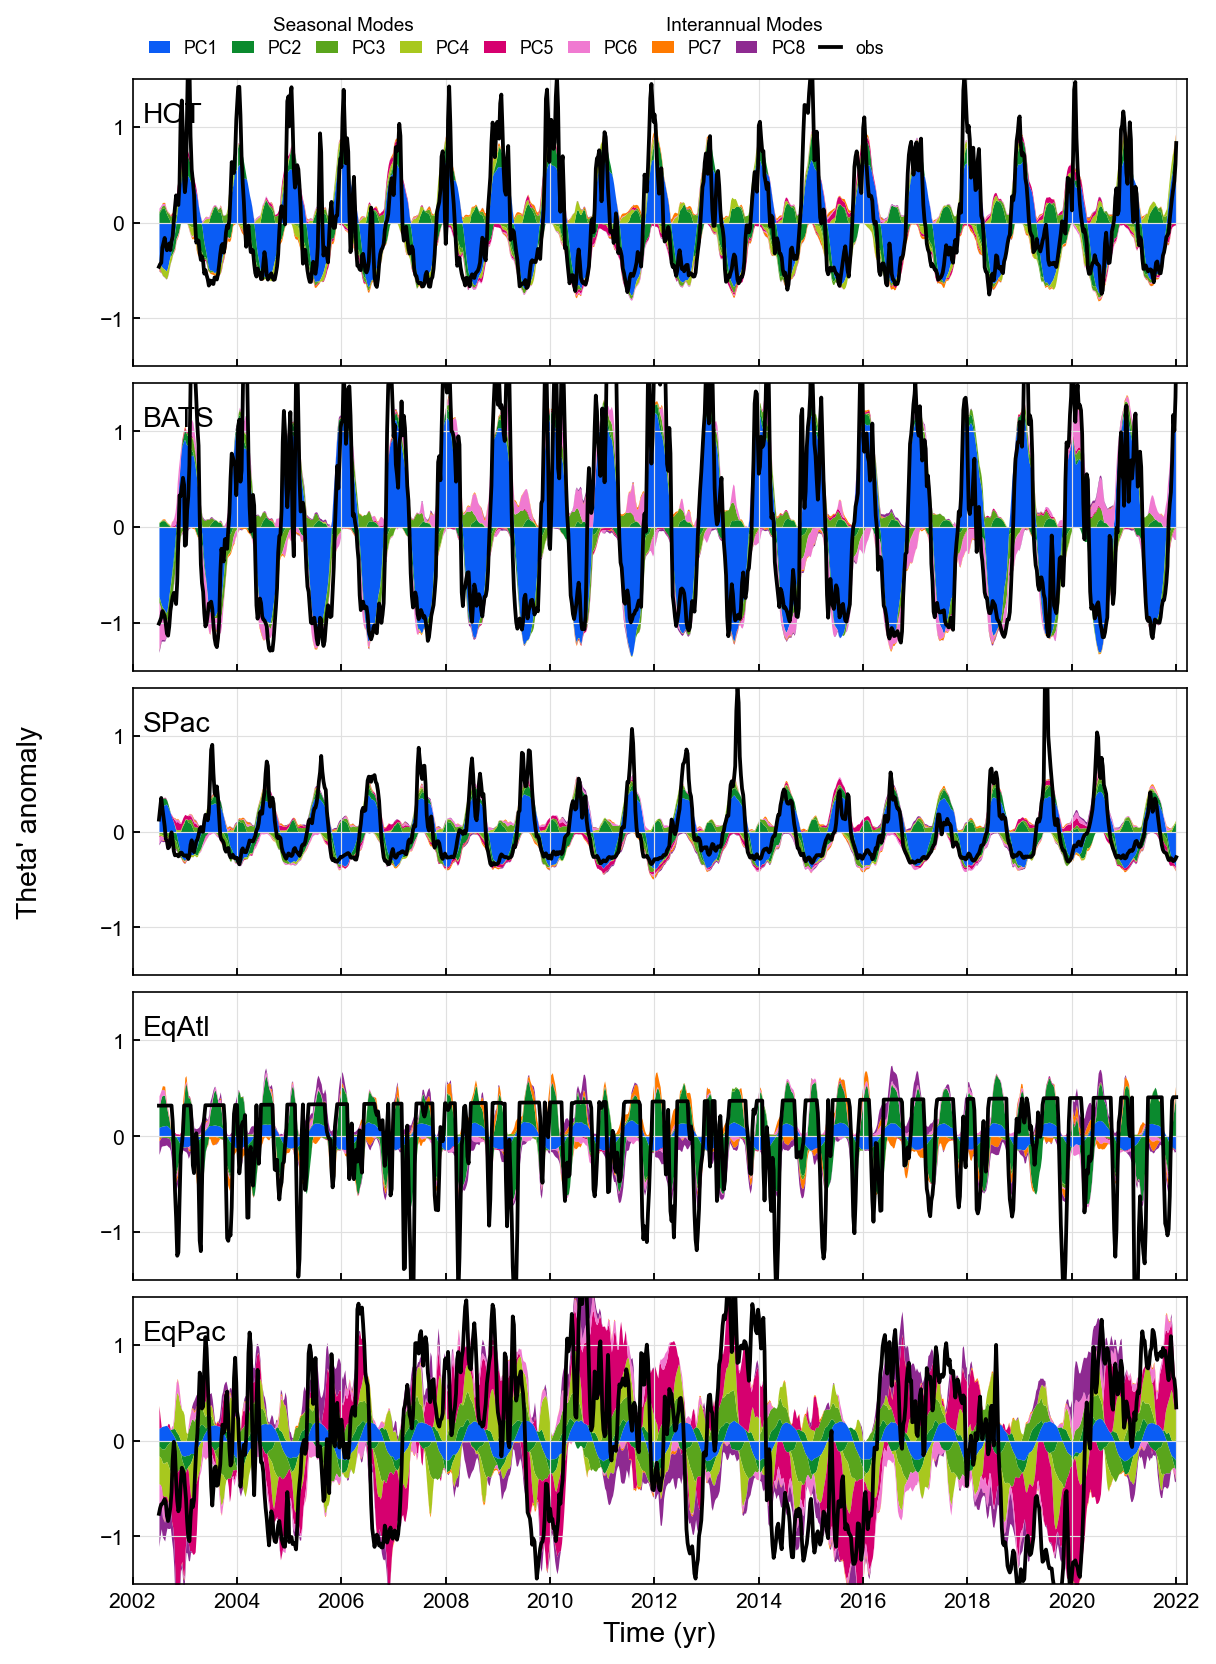 Seasonal Modes Interannual Modes
PC1 PC2 PC3 PC4 PC5 PC6 PC7 PC8 obs
HOT
1
0
−1
BATS
1
0
−1
SPac
1
0
−1
Theta' anomaly
EqAtl
1
0
−1
EqPac
1
0
−1
2002 2004 2006 2008 2010 2012 2014 2016 2018 2020 2022
Time (yr)